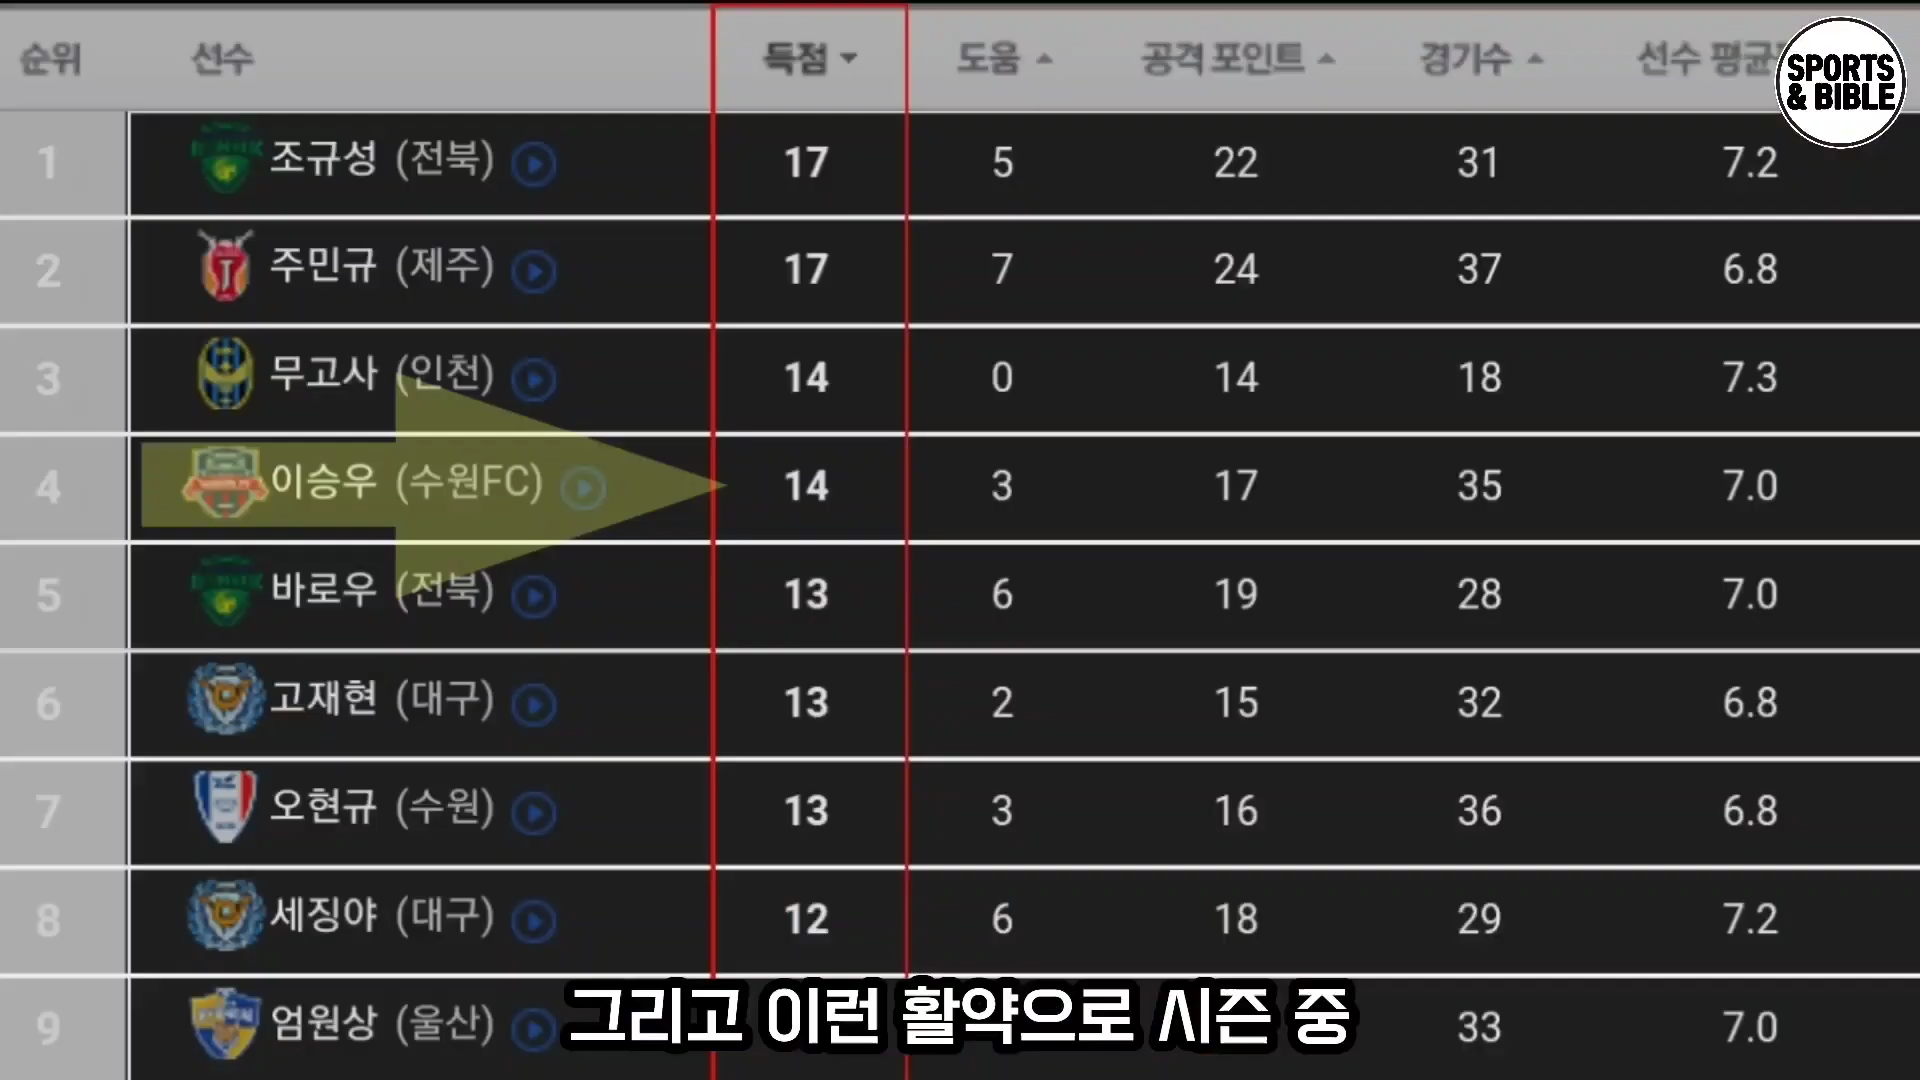 순위 선수 득점 도움 공격 포인트 경기수 선수 평균
SPORTS
& BIBLE
1 조규성 (전북) 17 5 22 31 7.2
2 주민규 (제주) 17 7 24 37 6.8
3 무고사 (인천) 14 0 14 18 7.3
4 이승우 (수원FC) 14 3 17 35 7.0
5 바로우 (전북) 13 6 19 28 7.0
6 고재현 (대구) 13 2 15 32 6.8
7 오현규 (수원) 13 3 16 36 6.8
8 세징야 (대구) 12 6 18 29 7.2
9 엄원상 (울산) 33 7.0
그리고 이런 활약으로 시즌 중